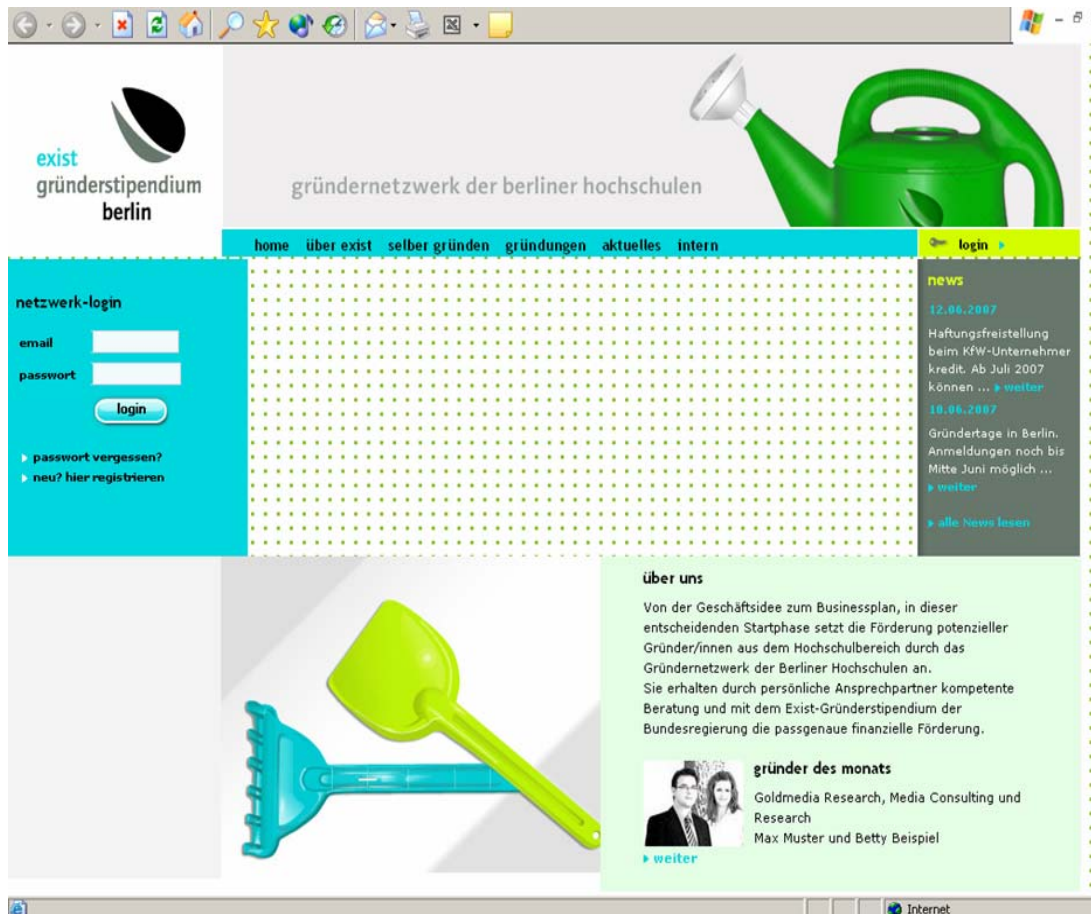 exist
gründerstipendium
berlin
gründernetzwerk der berliner hochschulen
home über exist selber gründen gründungen aktuelles intern
login
netzwerk-login
email
passwort
login
passwort vergessen?
neu? hier registrieren
news
12.06.2007
Haftungsfreistellung
beim KfW-Unternehmer
kredit. Ab Juli 2007
können ... weiter
10.06.2007
Gründertage in Berlin.
Anmeldungen noch bis
Mitte Juni möglich ...
weiter
alle News lesen
über uns
Von der Geschäftsidee zum Businessplan, in dieser
entscheidenden Startphase setzt die Förderung potenzieller
Gründer/innen aus dem Hochschulbereich durch das
Gründernetzwerk der Berliner Hochschulen an.
Sie erhalten durch persönliche Ansprechpartner kompetente
Beratung und mit dem Exist-Gründerstipendium der
Bundesregierung die passgenaue finanzielle Förderung.
gründer des monats
Goldmedia Research, Media Consulting und
Research
Max Muster und Betty Beispiel
weiter
Internet